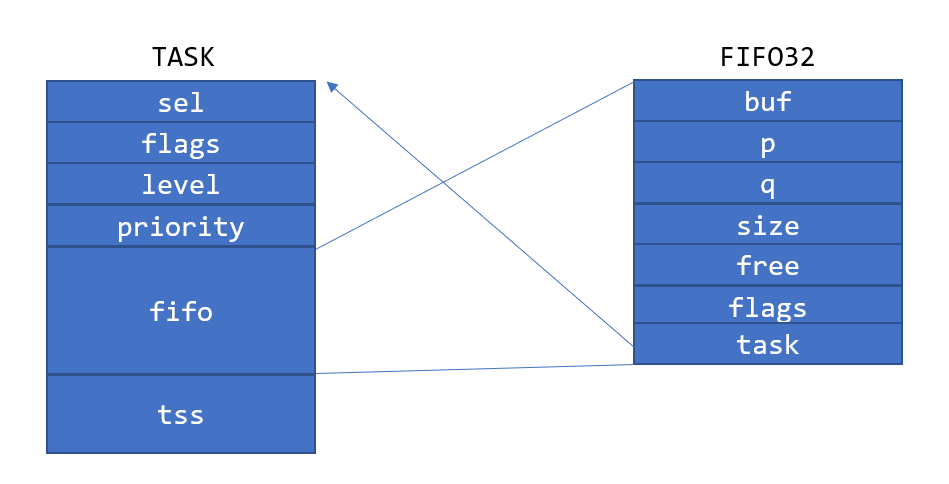 TASK
sel
flags
level
priority
fifo
tss
FIFO32
buf
p
q
size
free
flags
task